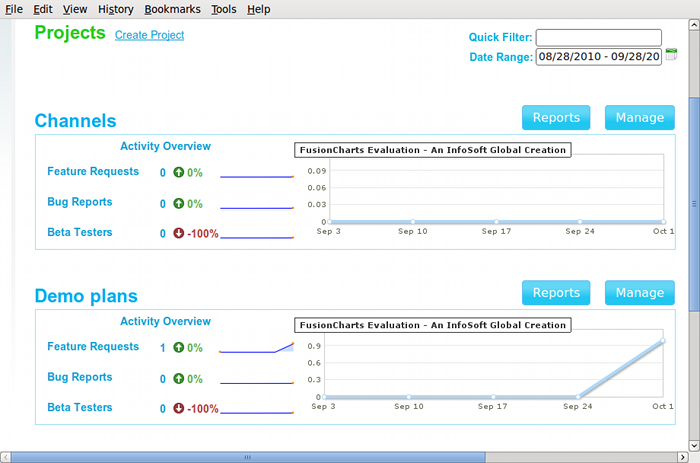 File Edit View History Bookmarks Tools Help
Projects Create Project
Quick Filter:
Date Range: 08/28/2010 - 09/28/20
Channels Reports Manage
Activity Overview
FusionCharts Evaluation - An InfoSoft Global Creation
Feature Requests 0 0%
Bug Reports 0 0%
Beta Testers 0 -100%
0.09
0.06
0.03
0
Sep 3 Sep 10 Sep 17 Sep 24 Oct 1
Demo plans Reports Manage
Activity Overview
FusionCharts Evaluation - An InfoSoft Global Creation
Feature Requests 1 0%
Bug Reports 0 0%
Beta Testers 0 -100%
0.9
0.6
0.3
0
Sep 3 Sep 10 Sep 17 Sep 24 Oct 1